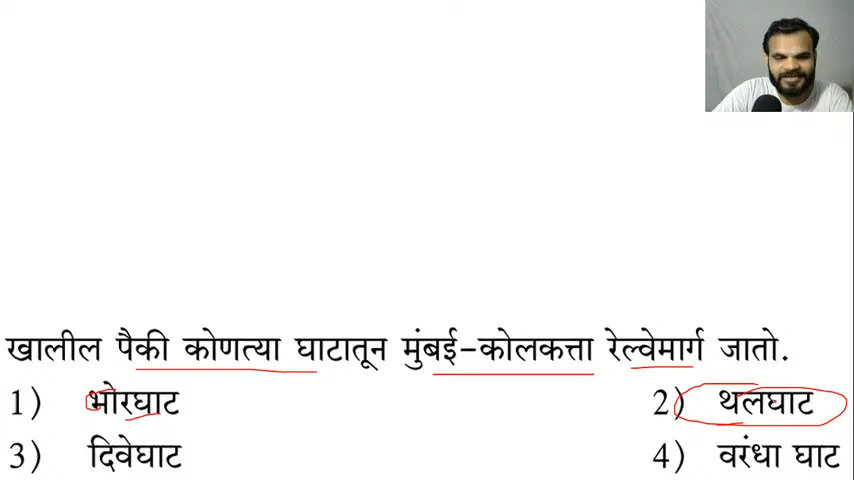 खालील पैकी कोणत्या घाटातून मुंबई-कोलकत्ता रेल्वेमार्ग जातो.
1) भोरघाट 2) थलघाट
3) दिवेघाट 4) वरंधा घाट